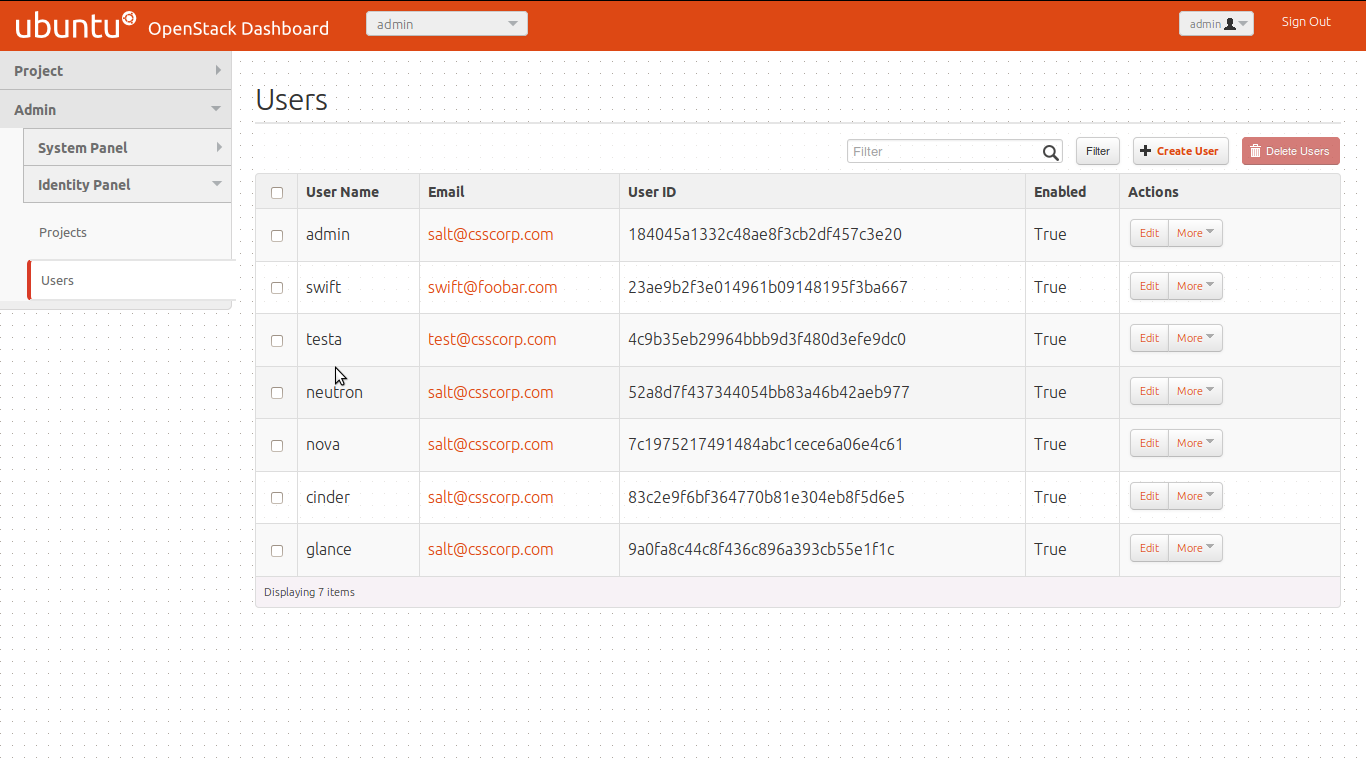 ubuntu OpenStack Dashboard admin admin Sign Out
Project
Admin
System Panel
Identity Panel
Projects
Users
Users
Filter Filter Create User Delete Users
User Name Email User ID Enabled Actions
admin salt@csscorp.com 184045a1332c48ae8f3cb2df457c3e20 True Edit More
swift swift@foobar.com 23ae9b2f3e014961b09148195f3ba667 True Edit More
testa test@csscorp.com 4c9b35eb29964bbb9d3f480d3efe9dc0 True Edit More
neutron salt@csscorp.com 52a8d7f437344054bb83a46b42aeb977 True Edit More
nova salt@csscorp.com 7c1975217491484abc1cece6a06e4c61 True Edit More
cinder salt@csscorp.com 83c2e9f6bf364770b81e304eb8f5d6e5 True Edit More
glance salt@csscorp.com 9a0fa8c44c8f436c896a393cb55e1f1c True Edit More
Displaying 7 items